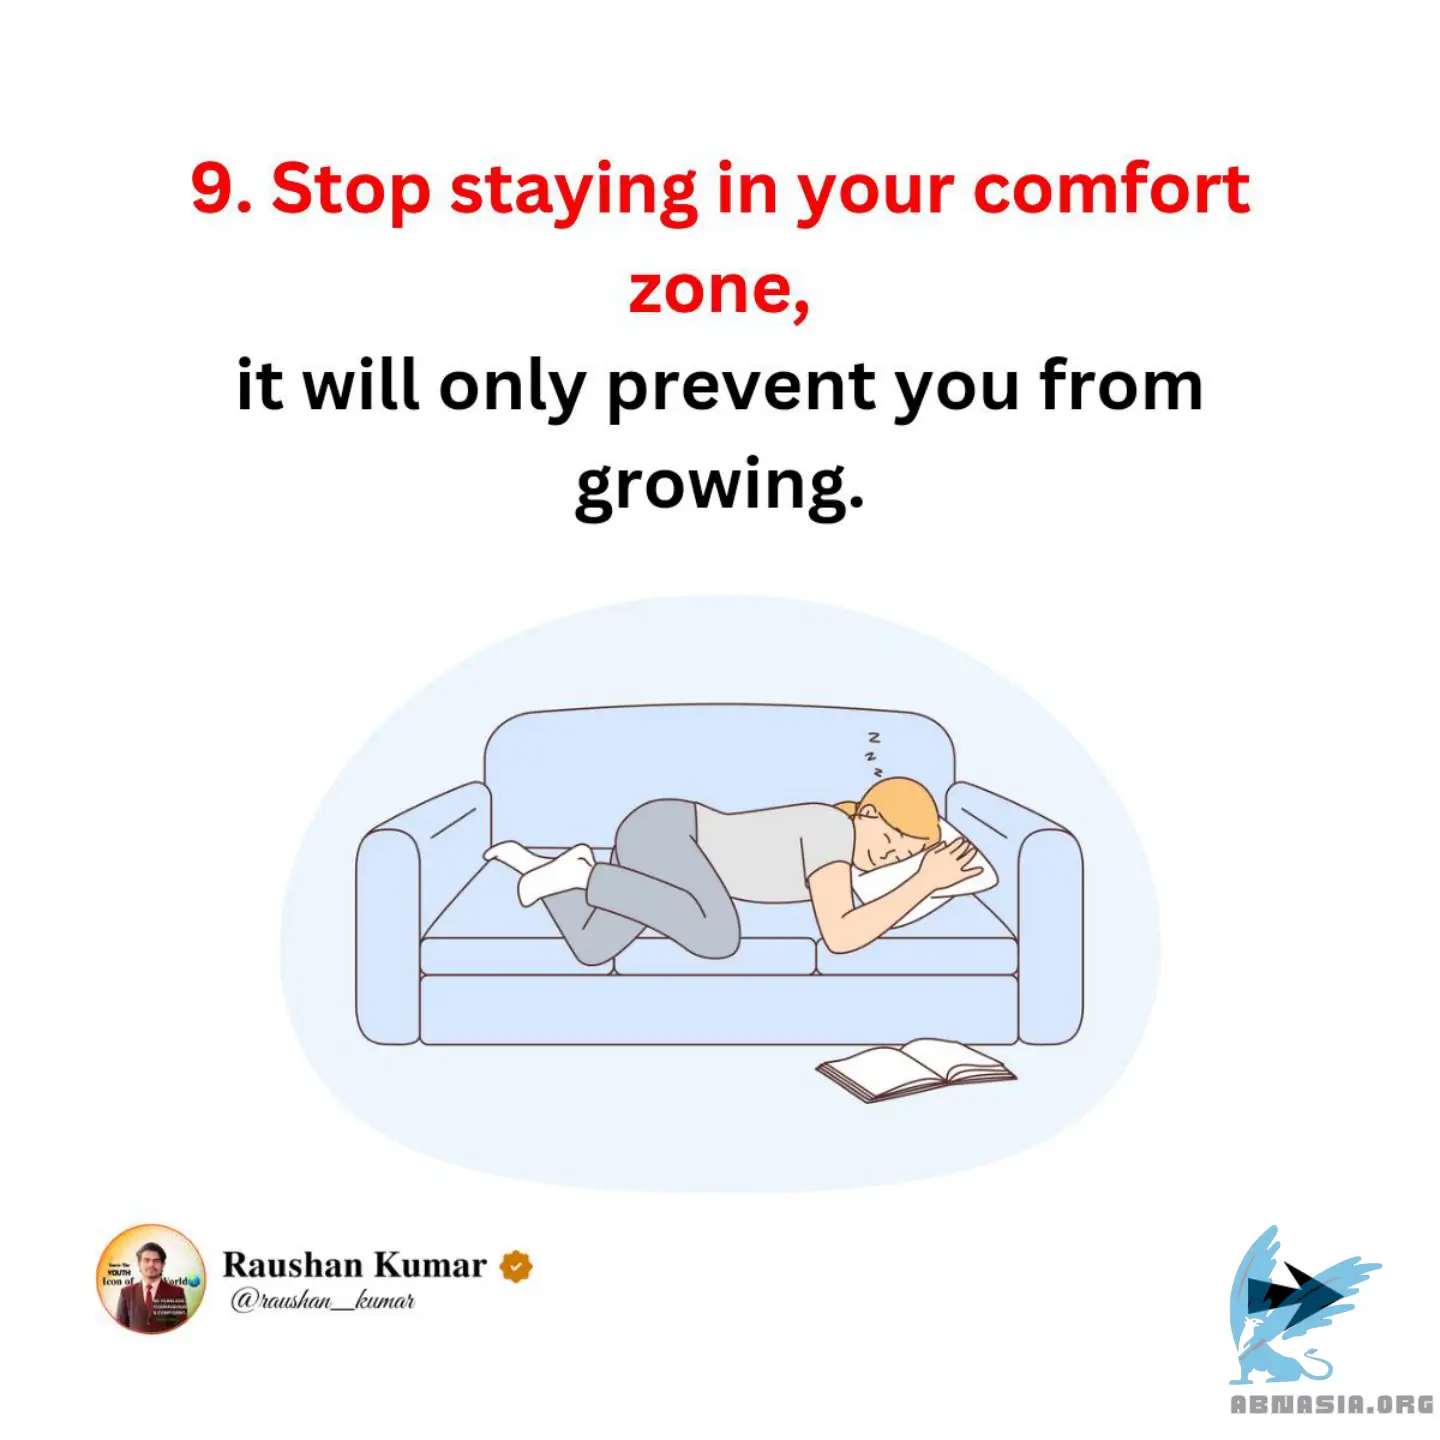 9. Stop staying in your comfort
zone,
it will only prevent you from
growing.
z
z
z
YOUTH
Icon of World
Raushan Kumar
@raushan__kumar
ABNASIA.ORG